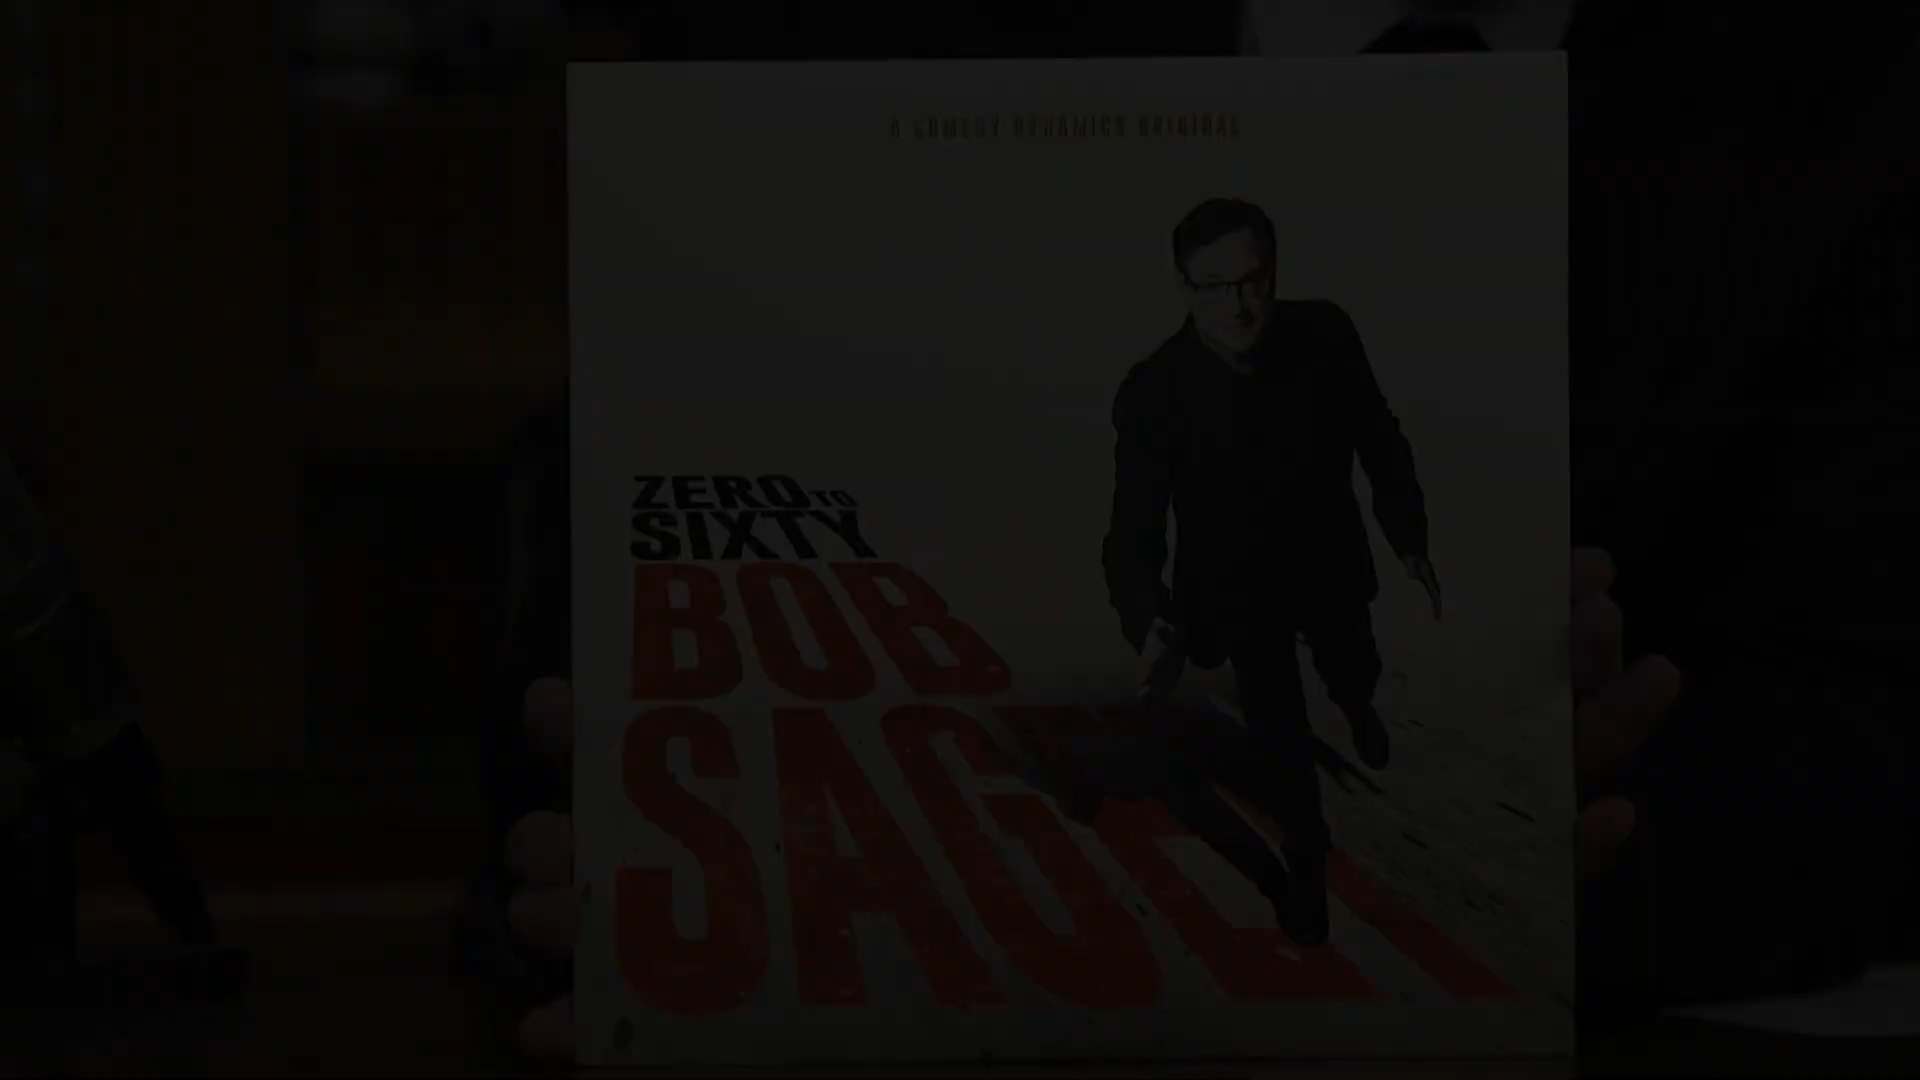 A COMEDY DYNAMICS ORIGINAL
ZERO TO
SIXTY
BOB
SAGET